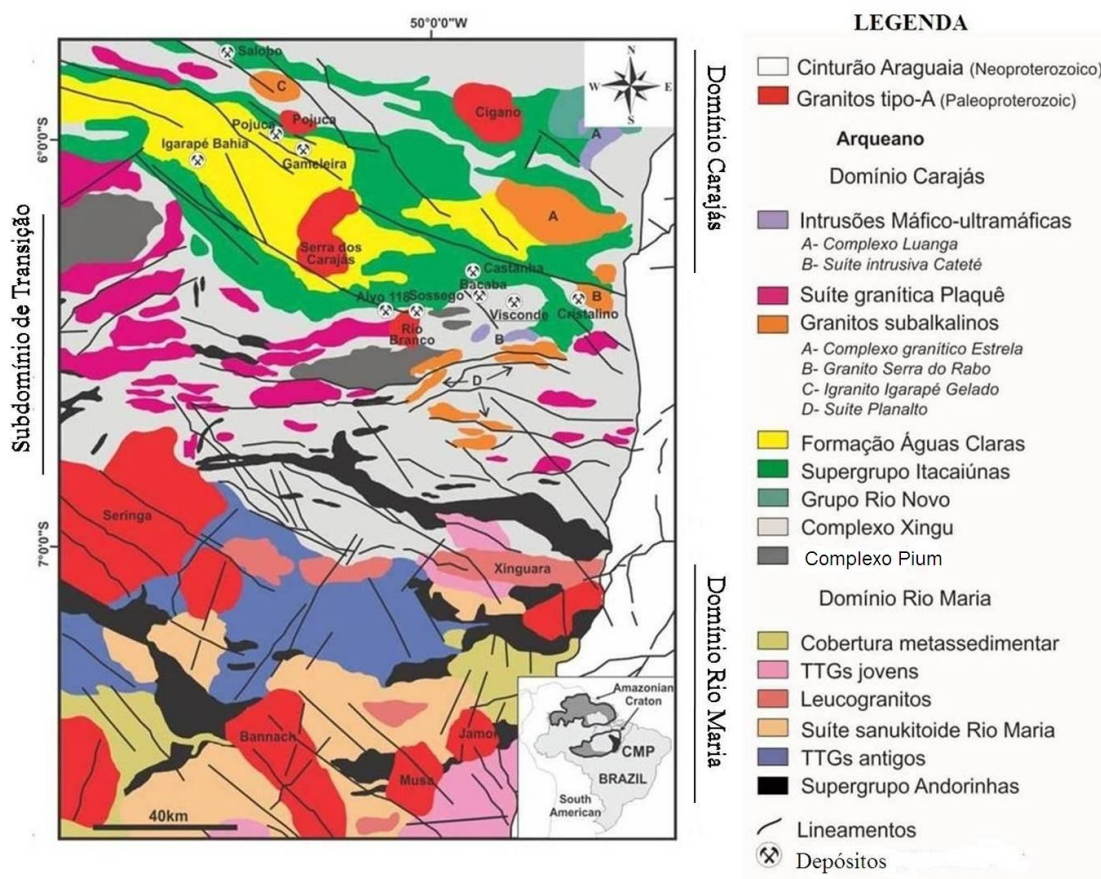 50°0'0"W
6°0'0"S
7°0'0"S
N
W
E
S
Salobo
C
Cigano
A
Pojuca
Pojuca
Igarapé Bahia
Gameleira
A
Serra dos
Carajás
Castanha
Bacaba
Alvo 118
Sossego
Visconde
Cristalino
B
Rio
Branco
B
D
Seringa
Xinguara
Bannach
Jamon
Musa
40km
Amazonian
Craton
CMP
BRAZIL
South
American
Subdomínio de Transição
Domínio Carajás
Domínio Rio Maria
LEGENDA
Cinturão Araguaia (Neoproterozoico)
Granitos tipo-A (Paleoproterozoic)
Arqueano
Domínio Carajás
Intrusões Máfico-ultramáficas
A- Complexo Luanga
B- Suíte intrusiva Cateté
Suíte granítica Plaquê
Granitos subalkalinos
A- Complexo granítico Estrela
B- Granito Serra do Rabo
C- Igranito Igarapé Gelado
D- Suíte Planalto
Formação Águas Claras
Supergrupo Itacaiúnas
Grupo Rio Novo
Complexo Xingu
Complexo Pium
Domínio Rio Maria
Cobertura metassedimentar
TTGs jovens
Leucogranitos
Suíte sanukitoide Rio Maria
TTGs antigos
Supergrupo Andorinhas
Lineamentos
Depósitos